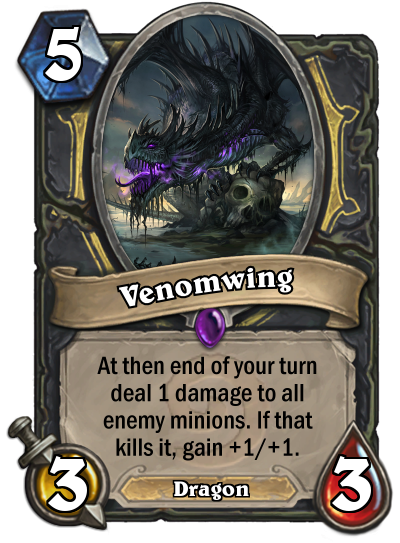 5
Venomwing
At then end of your turn
deal 1 damage to all
enemy minions. If that
kills it, gain +1/+1.
3
Dragon
3